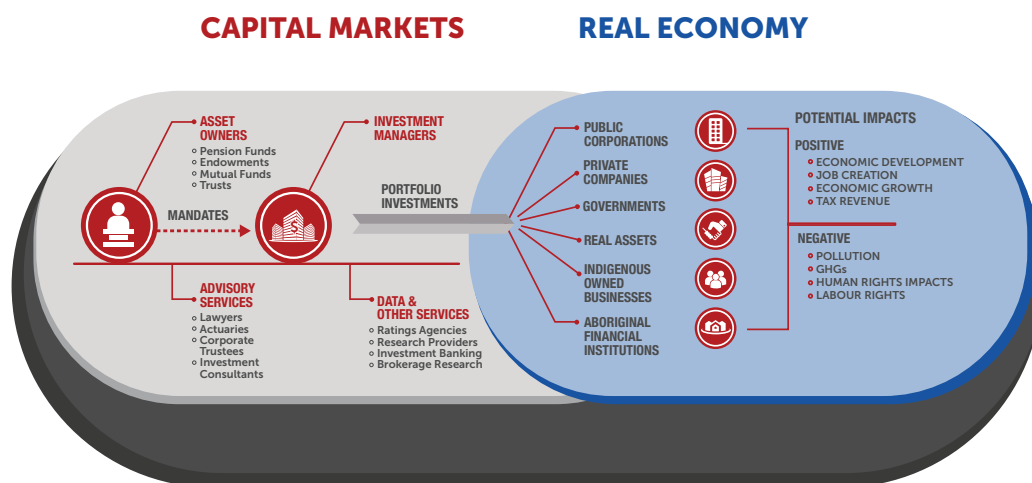 CAPITAL MARKETS
REAL ECONOMY
ASSET
OWNERS
Pension Funds
Endowments
Mutual Funds
Trusts
MANDATES
INVESTMENT
MANAGERS
$
PORTFOLIO
INVESTMENTS
ADVISORY
SERVICES
Lawyers
Actuaries
Corporate
Trustees
Investment
Consultants
DATA &
OTHER SERVICES
Ratings Agencies
Research Providers
Investment Banking
Brokerage Research
PUBLIC
CORPORATIONS
PRIVATE
COMPANIES
GOVERNMENTS
REAL ASSETS
INDIGENOUS
OWNED
BUSINESSES
ABORIGINAL
FINANCIAL
INSTITUTIONS
POTENTIAL IMPACTS
POSITIVE
ECONOMIC DEVELOPMENT
JOB CREATION
ECONOMIC GROWTH
TAX REVENUE
NEGATIVE
POLLUTION
GHGs
HUMAN RIGHTS IMPACTS
LABOUR RIGHTS